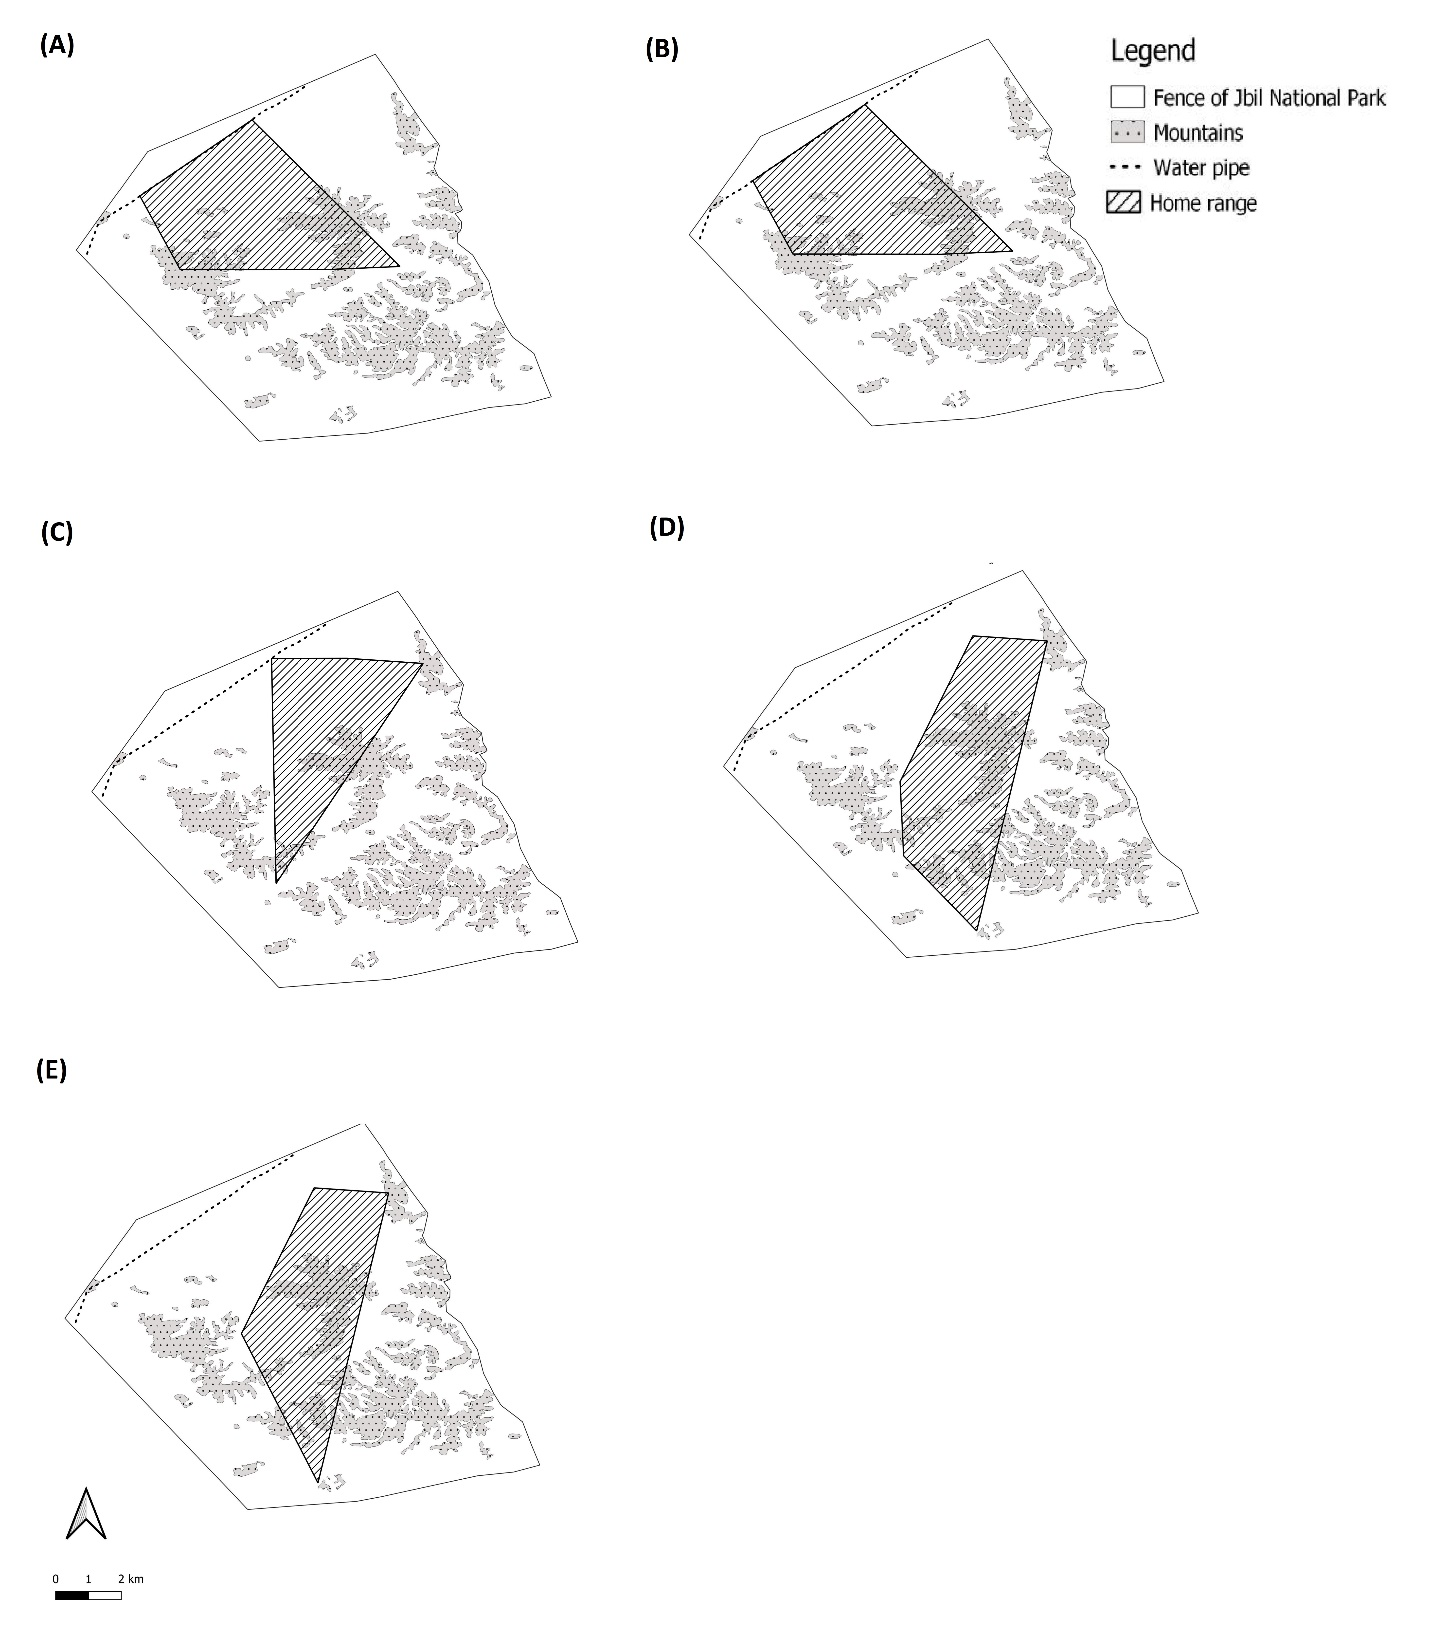 (A)
(B)
Legend
Fence of Jbil National Park
Mountains
Water pipe
Home range
(C)
(D)
(E)
0 1 2 km